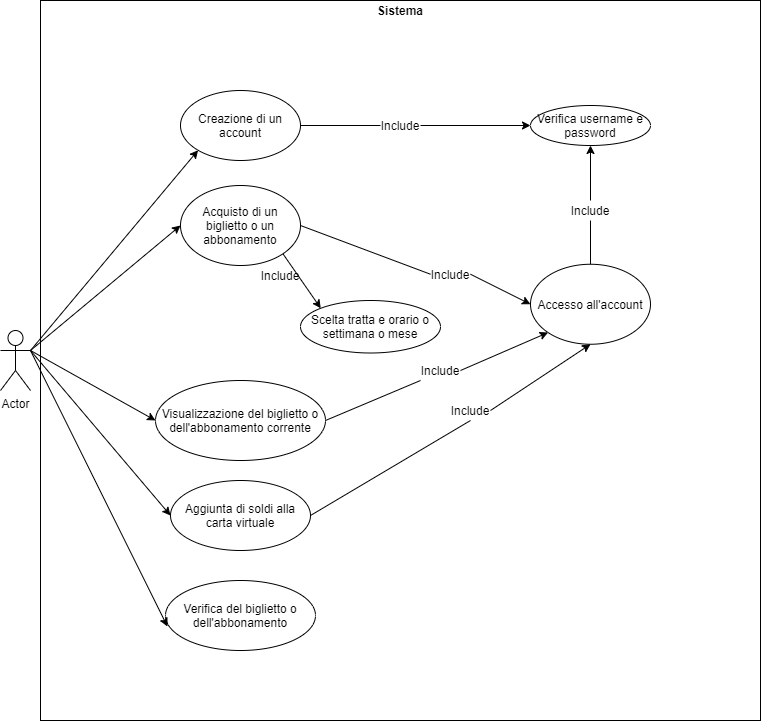 Sistema
Creazione di un
account
Include
Verifica username e
password
Acquisto di un
biglietto o un
abbonamento
Include
Include
Include
Scelta tratta e orario o
settimana o mese
Accesso all'account
Actor
Visualizzazione del biglietto o
dell'abbonamento corrente
Include
Include
Aggiunta di soldi alla
carta virtuale
Verifica del biglietto o
dell'abbonamento